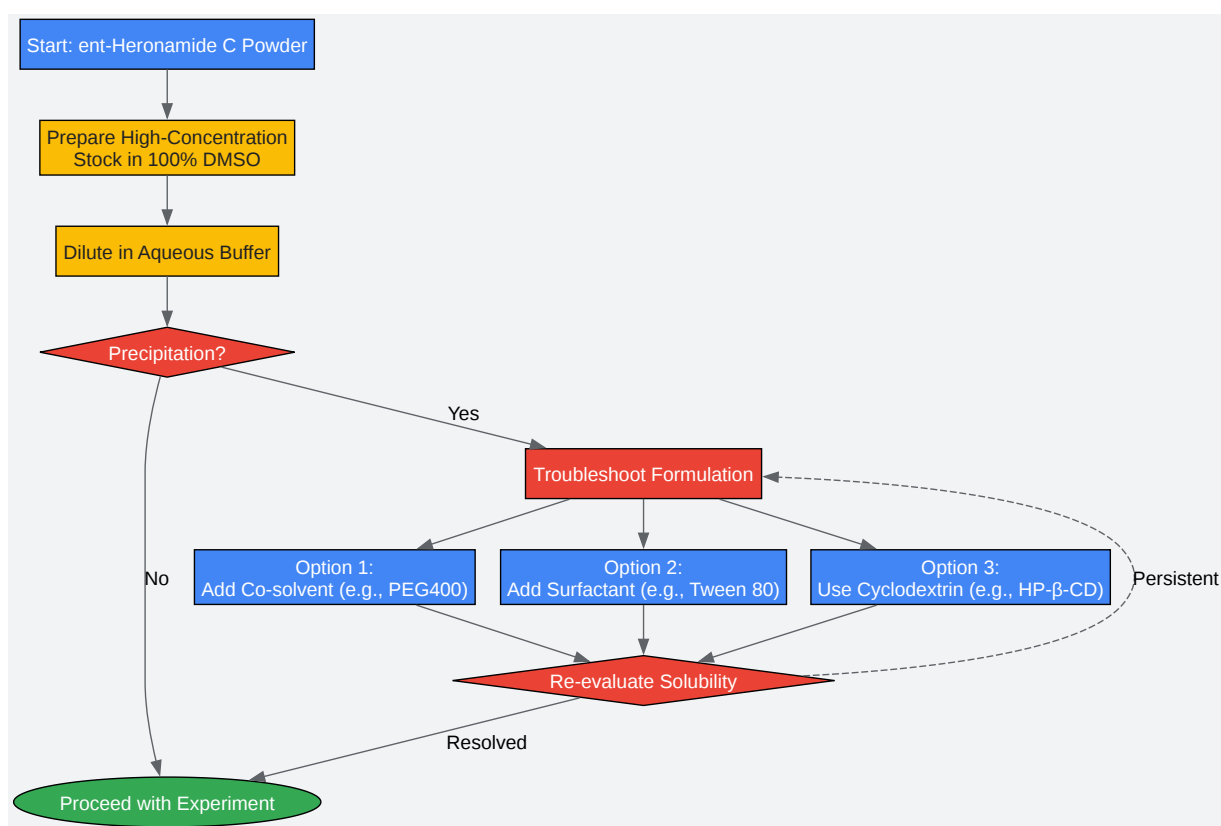 Start: ent-Heronamide C Powder
Prepare High-Concentration
Stock in 100% DMSO
Dilute in Aqueous Buffer
Precipitation?
Yes
Troubleshoot Formulation
Option 1:
Add Co-solvent (e.g., PEG400)
Option 2:
Add Surfactant (e.g., Tween 80)
Option 3:
Use Cyclodextrin (e.g., HP-β-CD)
No
Persistent
Re-evaluate Solubility
Resolved
Proceed with Experiment